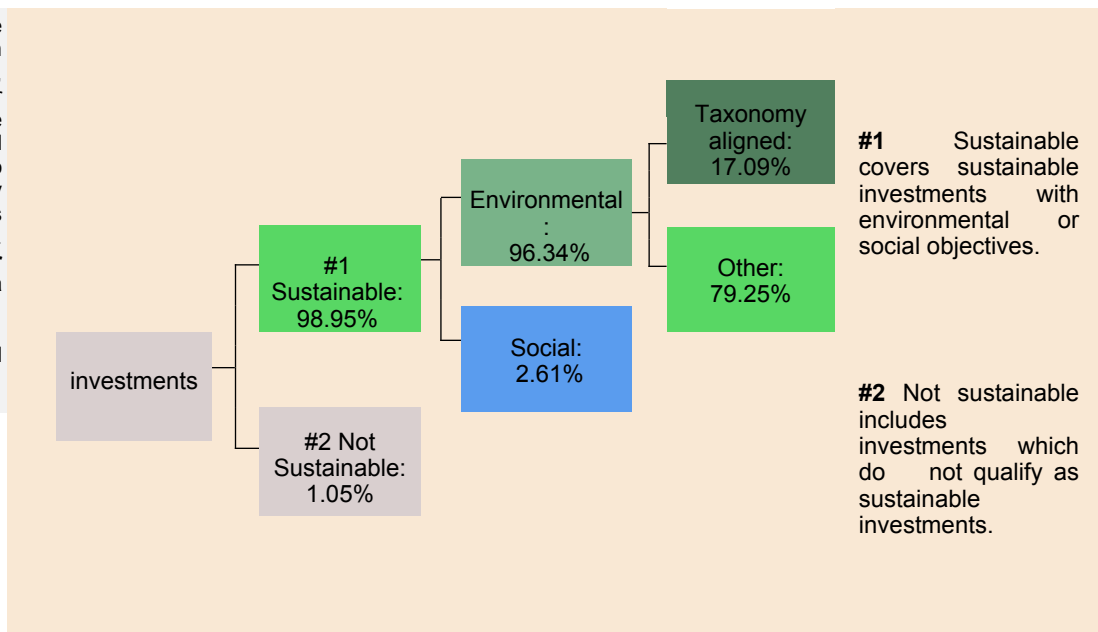 Taxonomy
aligned:
17.09%
Environmental
:
96.34%
#1
Sustainable:
98.95%
Other:
79.25%
Social:
2.61%
investments
#2 Not
Sustainable:
1.05%
#1 Sustainable
covers sustainable
investments with
environmental or
social objectives.
#2 Not sustainable
includes
investments which
do not qualify as
sustainable
investments.